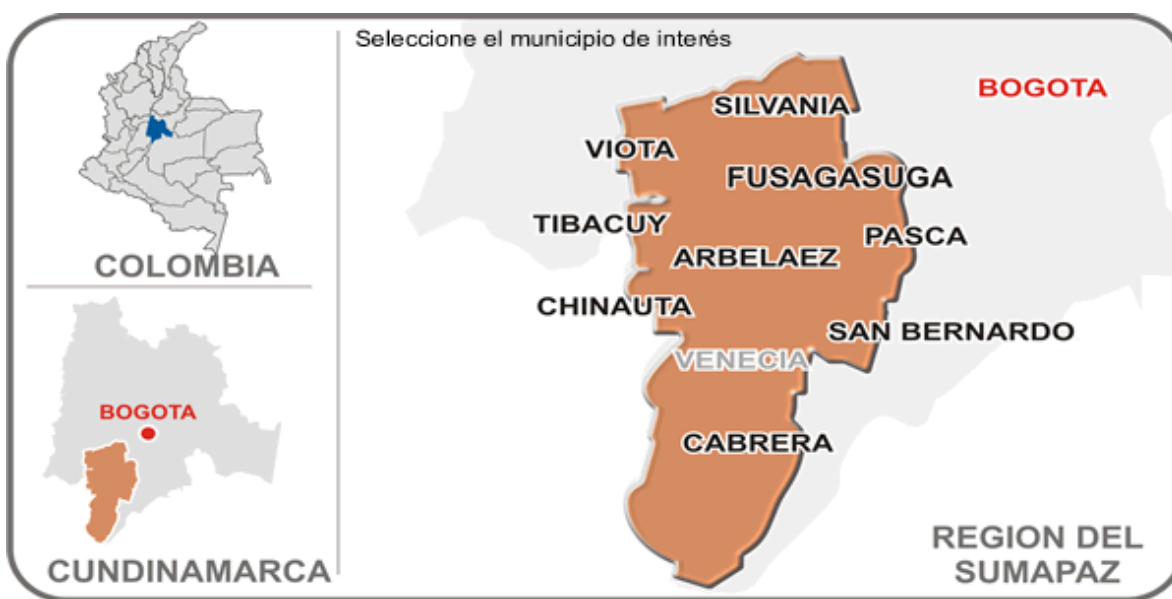 Seleccione el municipio de interés
COLOMBIA
BOGOTA
CUNDINAMARCA
BOGOTA
SILVANIA
VIOTA
FUSAGASUGA
TIBACUY
PASCA
ARBELAEZ
CHINAUTA
SAN BERNARDO
VENECIA
CABRERA
REGION DEL
SUMAPAZ